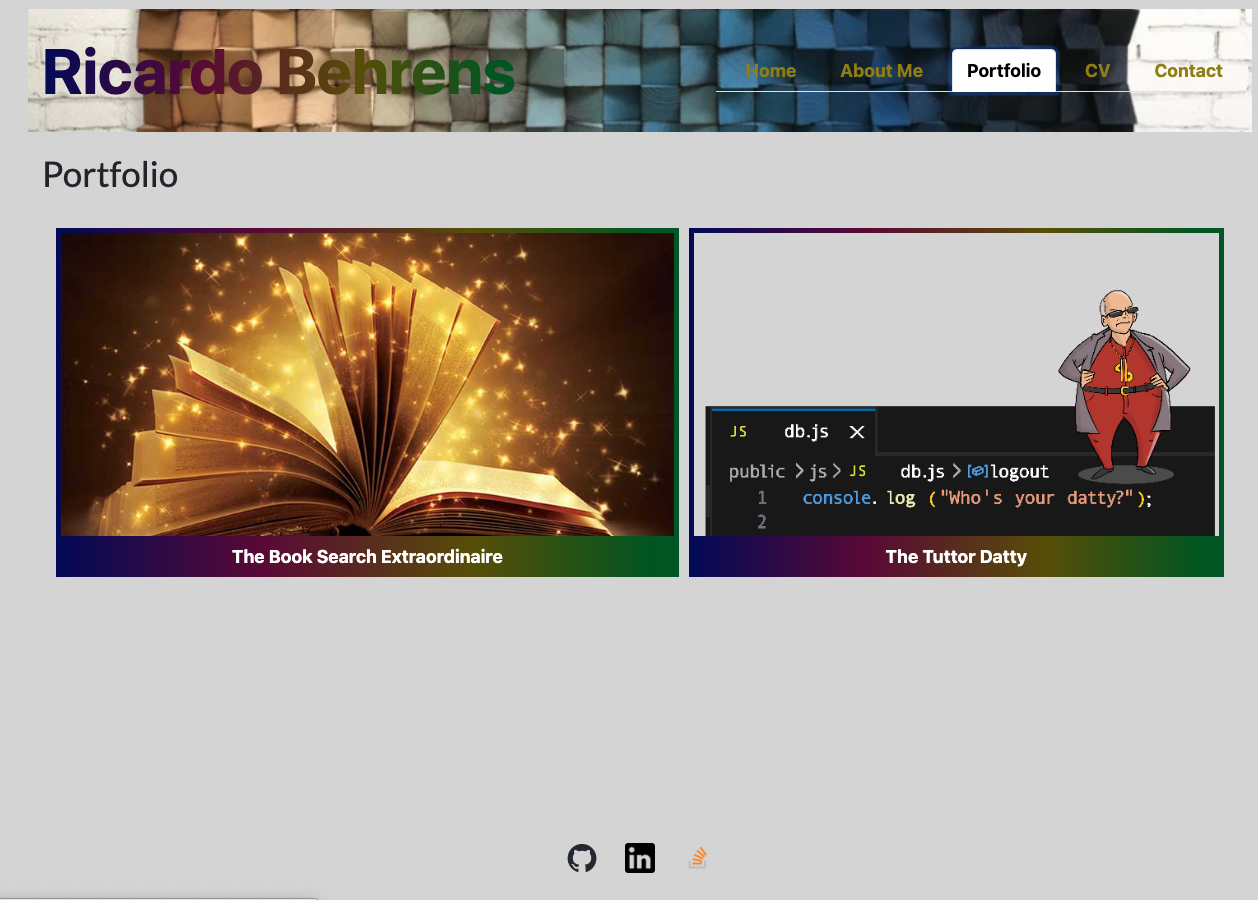 Ricardo Behrens
Home About Me Portfolio CV Contact
Portfolio
The Book Search Extraordinaire
JS db.js X
public > js > JS db.js > logout
1 console. log ("Who's your datty?");
2
The Tuttor Datty
in